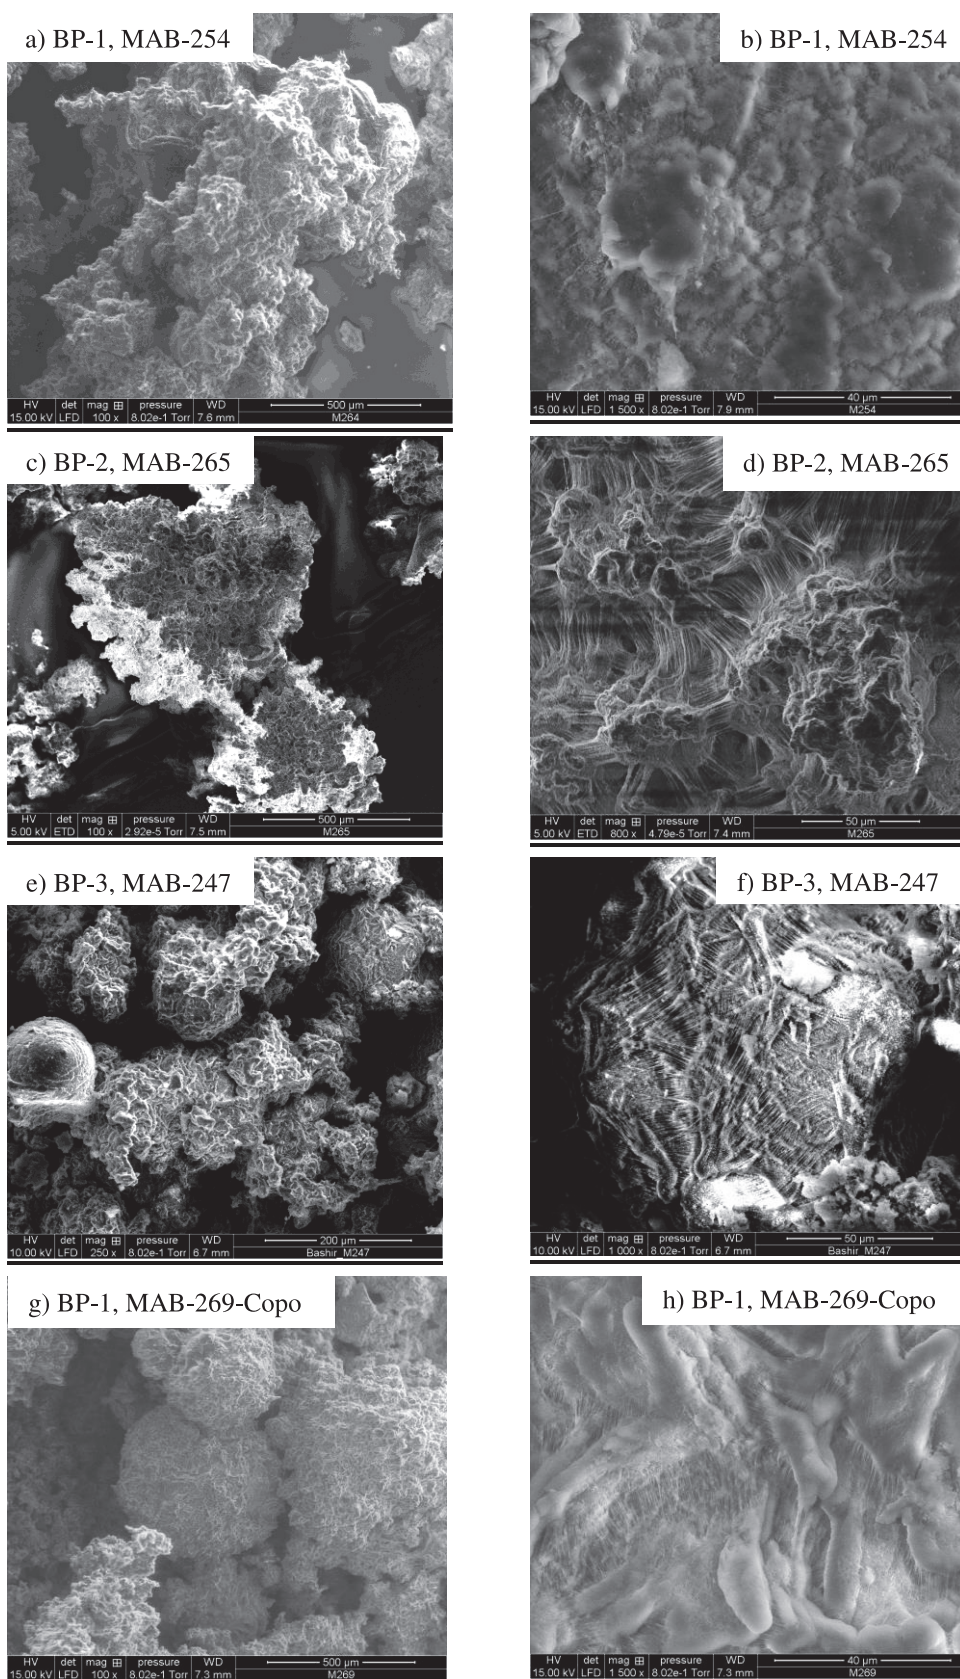 a) BP-1, MAB-254
HV det mag ⊞ pressure WD 500 µm
15.00 kV LFD 100 x 8.02e-1 Torr 7.6 mm M264
b) BP-1, MAB-254
HV det mag ⊞ pressure WD 40 µm
15.00 kV LFD 1 500 x 8.02e-1 Torr 7.9 mm M254
c) BP-2, MAB-265
HV det mag ⊞ pressure WD 500 µm
5.00 kV ETD 100 x 2.92e-5 Torr 7.5 mm M265
d) BP-2, MAB-265
HV det mag ⊞ pressure WD 50 µm
5.00 kV ETD 800 x 4.79e-5 Torr 7.4 mm M265
e) BP-3, MAB-247
HV det mag ⊞ pressure WD 200 µm
10.00 kV LFD 250 x 8.02e-1 Torr 6.7 mm Bashir_M247
f) BP-3, MAB-247
HV det mag ⊞ pressure WD 50 µm
10.00 kV LFD 1 000 x 8.02e-1 Torr 6.7 mm Bashir_M247
g) BP-1, MAB-269-Copo
HV det mag ⊞ pressure WD 500 µm
15.00 kV LFD 100 x 8.02e-1 Torr 7.3 mm M269
h) BP-1, MAB-269-Copo
HV det mag ⊞ pressure WD 40 µm
15.00 kV LFD 1 500 x 8.02e-1 Torr 7.3 mm M269